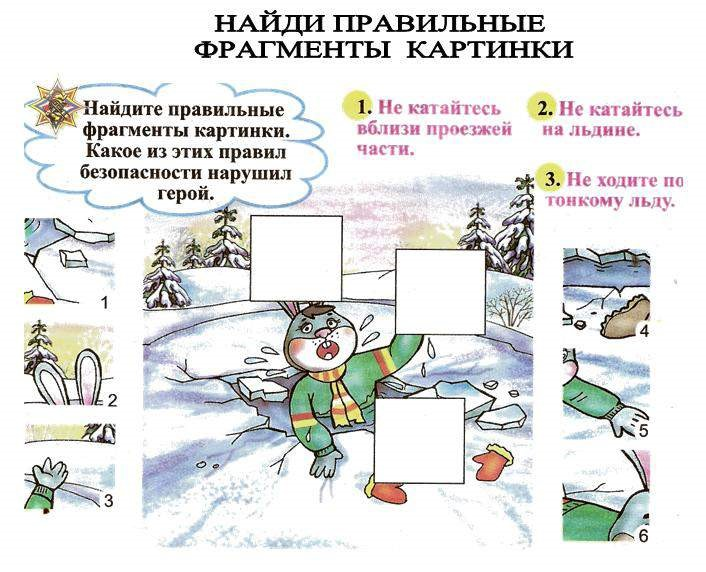 НАЙДИ ПРАВИЛЬНЫЕ
ФРАГМЕНТЫ КАРТИНКИ
Найдите правильные
фрагменты картинки.
Какое из этих правил
безопасности нарушил
герой.
1. Не катайтесь
вблизи проезжей
части.
2. Не катайтесь
на льдине.
3. Не ходите по
тонкому льду.
1
2
3
4
5
6